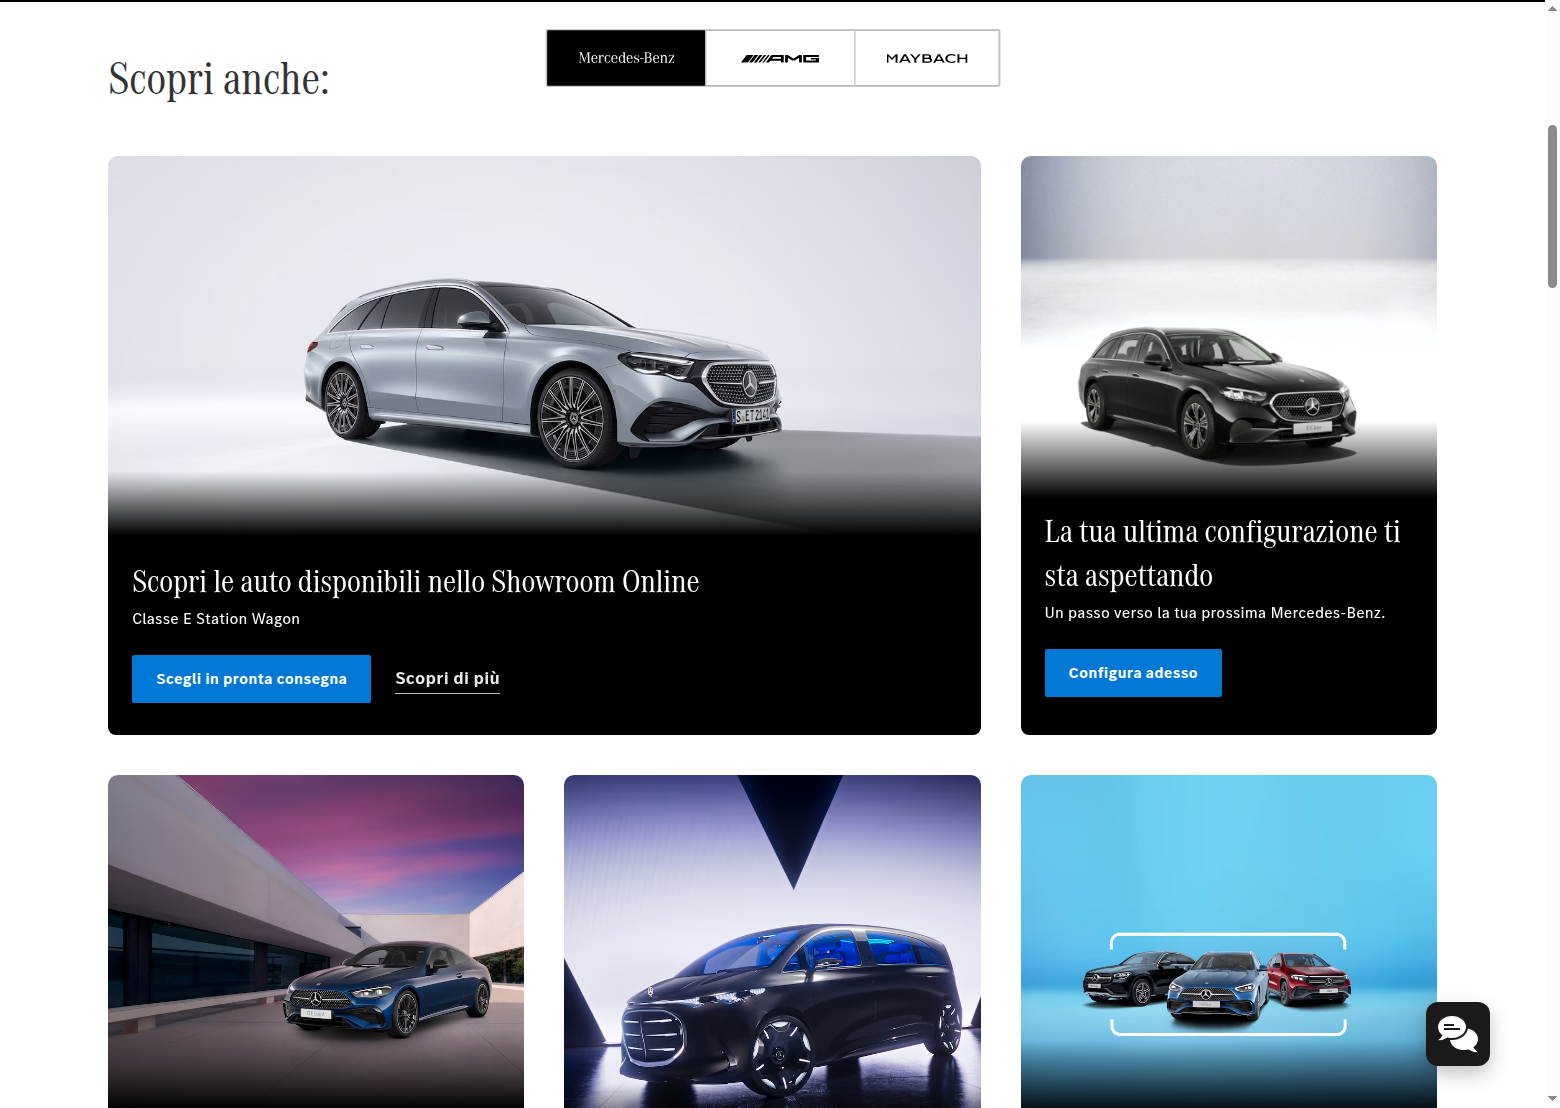 Mercedes-Benz
AMG
MAYBACH
Scopri anche:
S ET2141
Scopri le auto disponibili nello Showroom Online
Classe E Station Wagon
Scegli in pronta consegna
Scopri di più
La tua ultima configurazione ti
sta aspettando
Un passo verso la tua prossima Mercedes-Benz.
Configura adesso